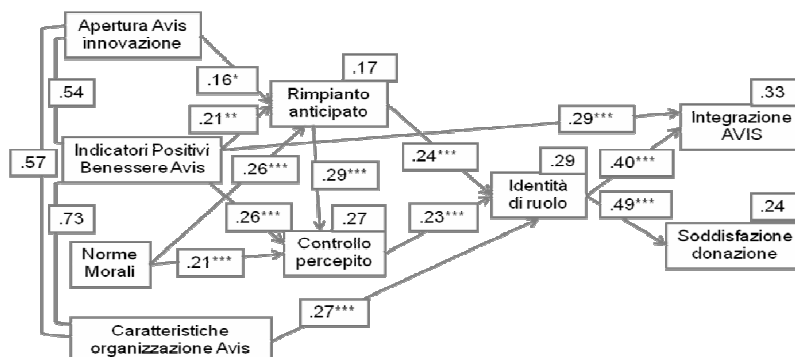 Apertura Avis
innovazione
.17
.16*
.54
Rimpianto
anticipato
.33
.21**
.29***
Integrazione
AVIS
Indicatori Positivi
Benessere Avis
.57
.26***
.29***
.24***
.29
.40***
Identità
di ruolo
.73
.26***
.27
.23***
.49***
.24
Norme
Morali
.21***
Controllo
percepito
Soddisfazione
donazione
.27***
Caratteristiche
organizzazione Avis